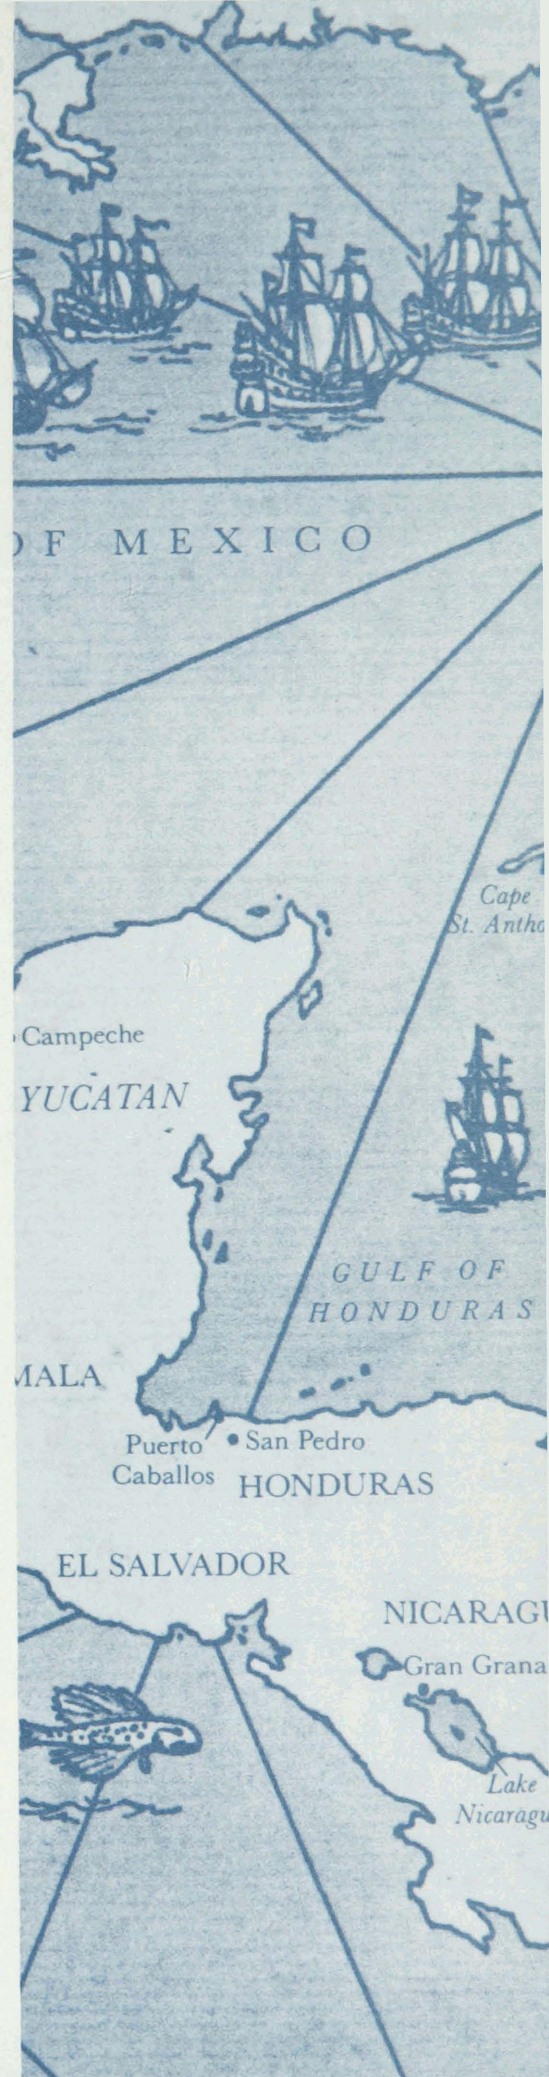 OF MEXICO
Cape
St. Antho
Campeche
YUCATAN
GULF OF
HONDURAS
MALA
Puerto
Caballos
San Pedro
HONDURAS
EL SALVADOR
NICARAGU
Gran Grana
Lake
Nicaragu